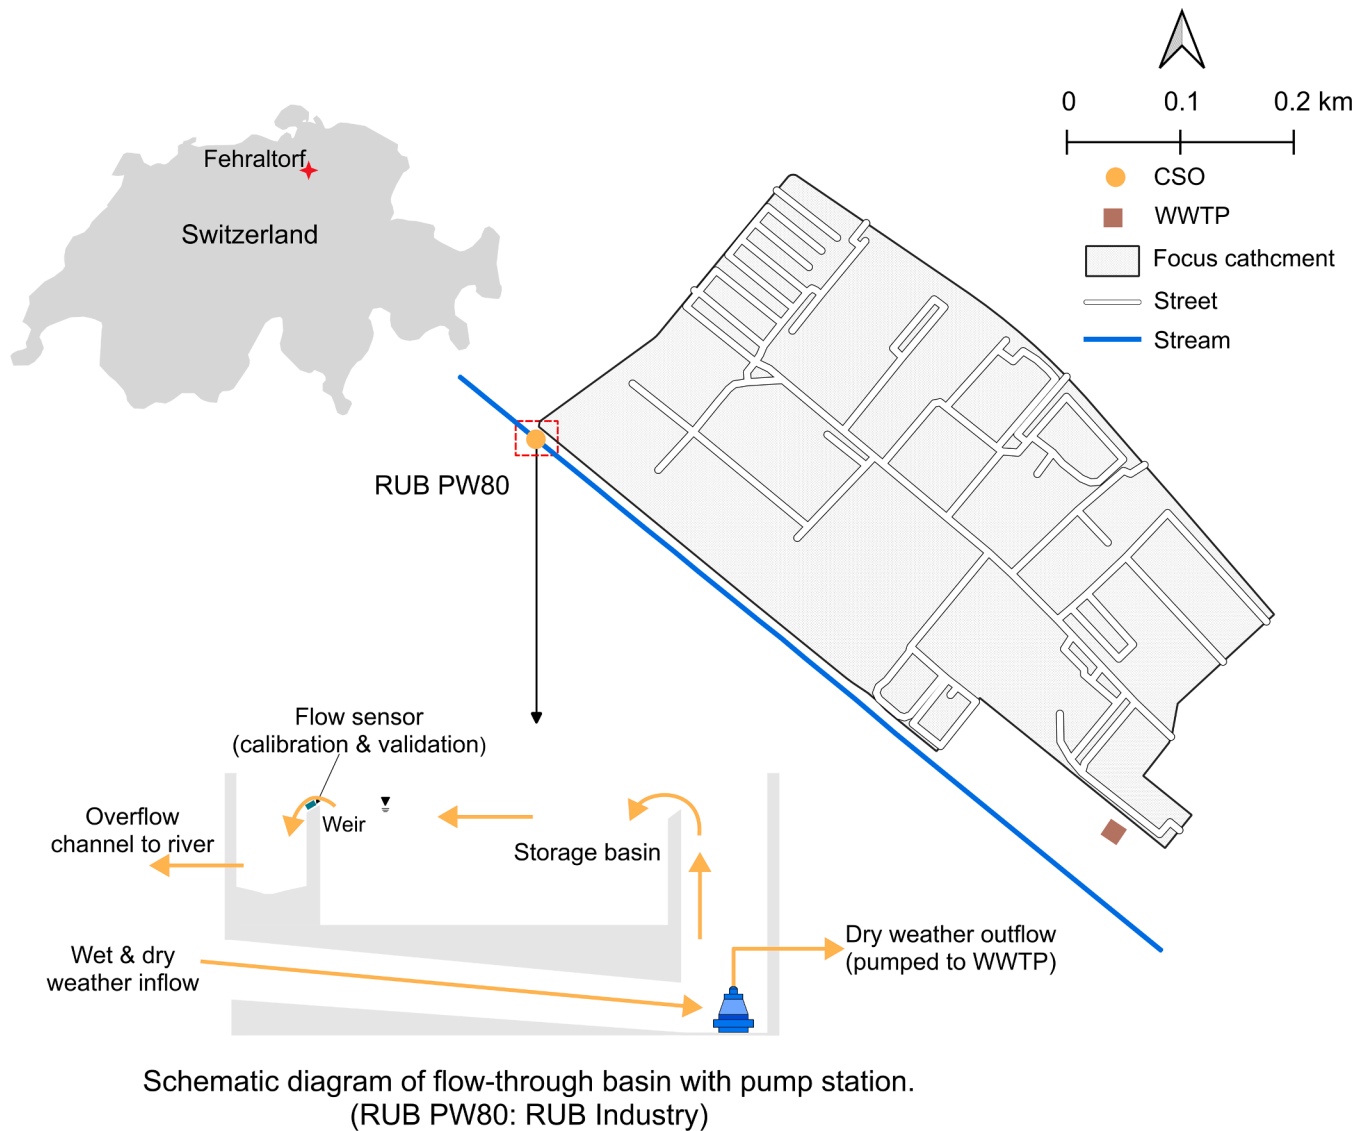 Fehraltorf
Switzerland
0 0.1 0.2 km
CSO
WWTP
Focus cathcment
Street
Stream
RUB PW80
Flow sensor
(calibration & validation)
Overflow
channel to river
Weir
Storage basin
Wet & dry
weather inflow
Dry weather outflow
(pumped to WWTP)
Schematic diagram of flow-through basin with pump station.
(RUB PW80: RUB Industry)